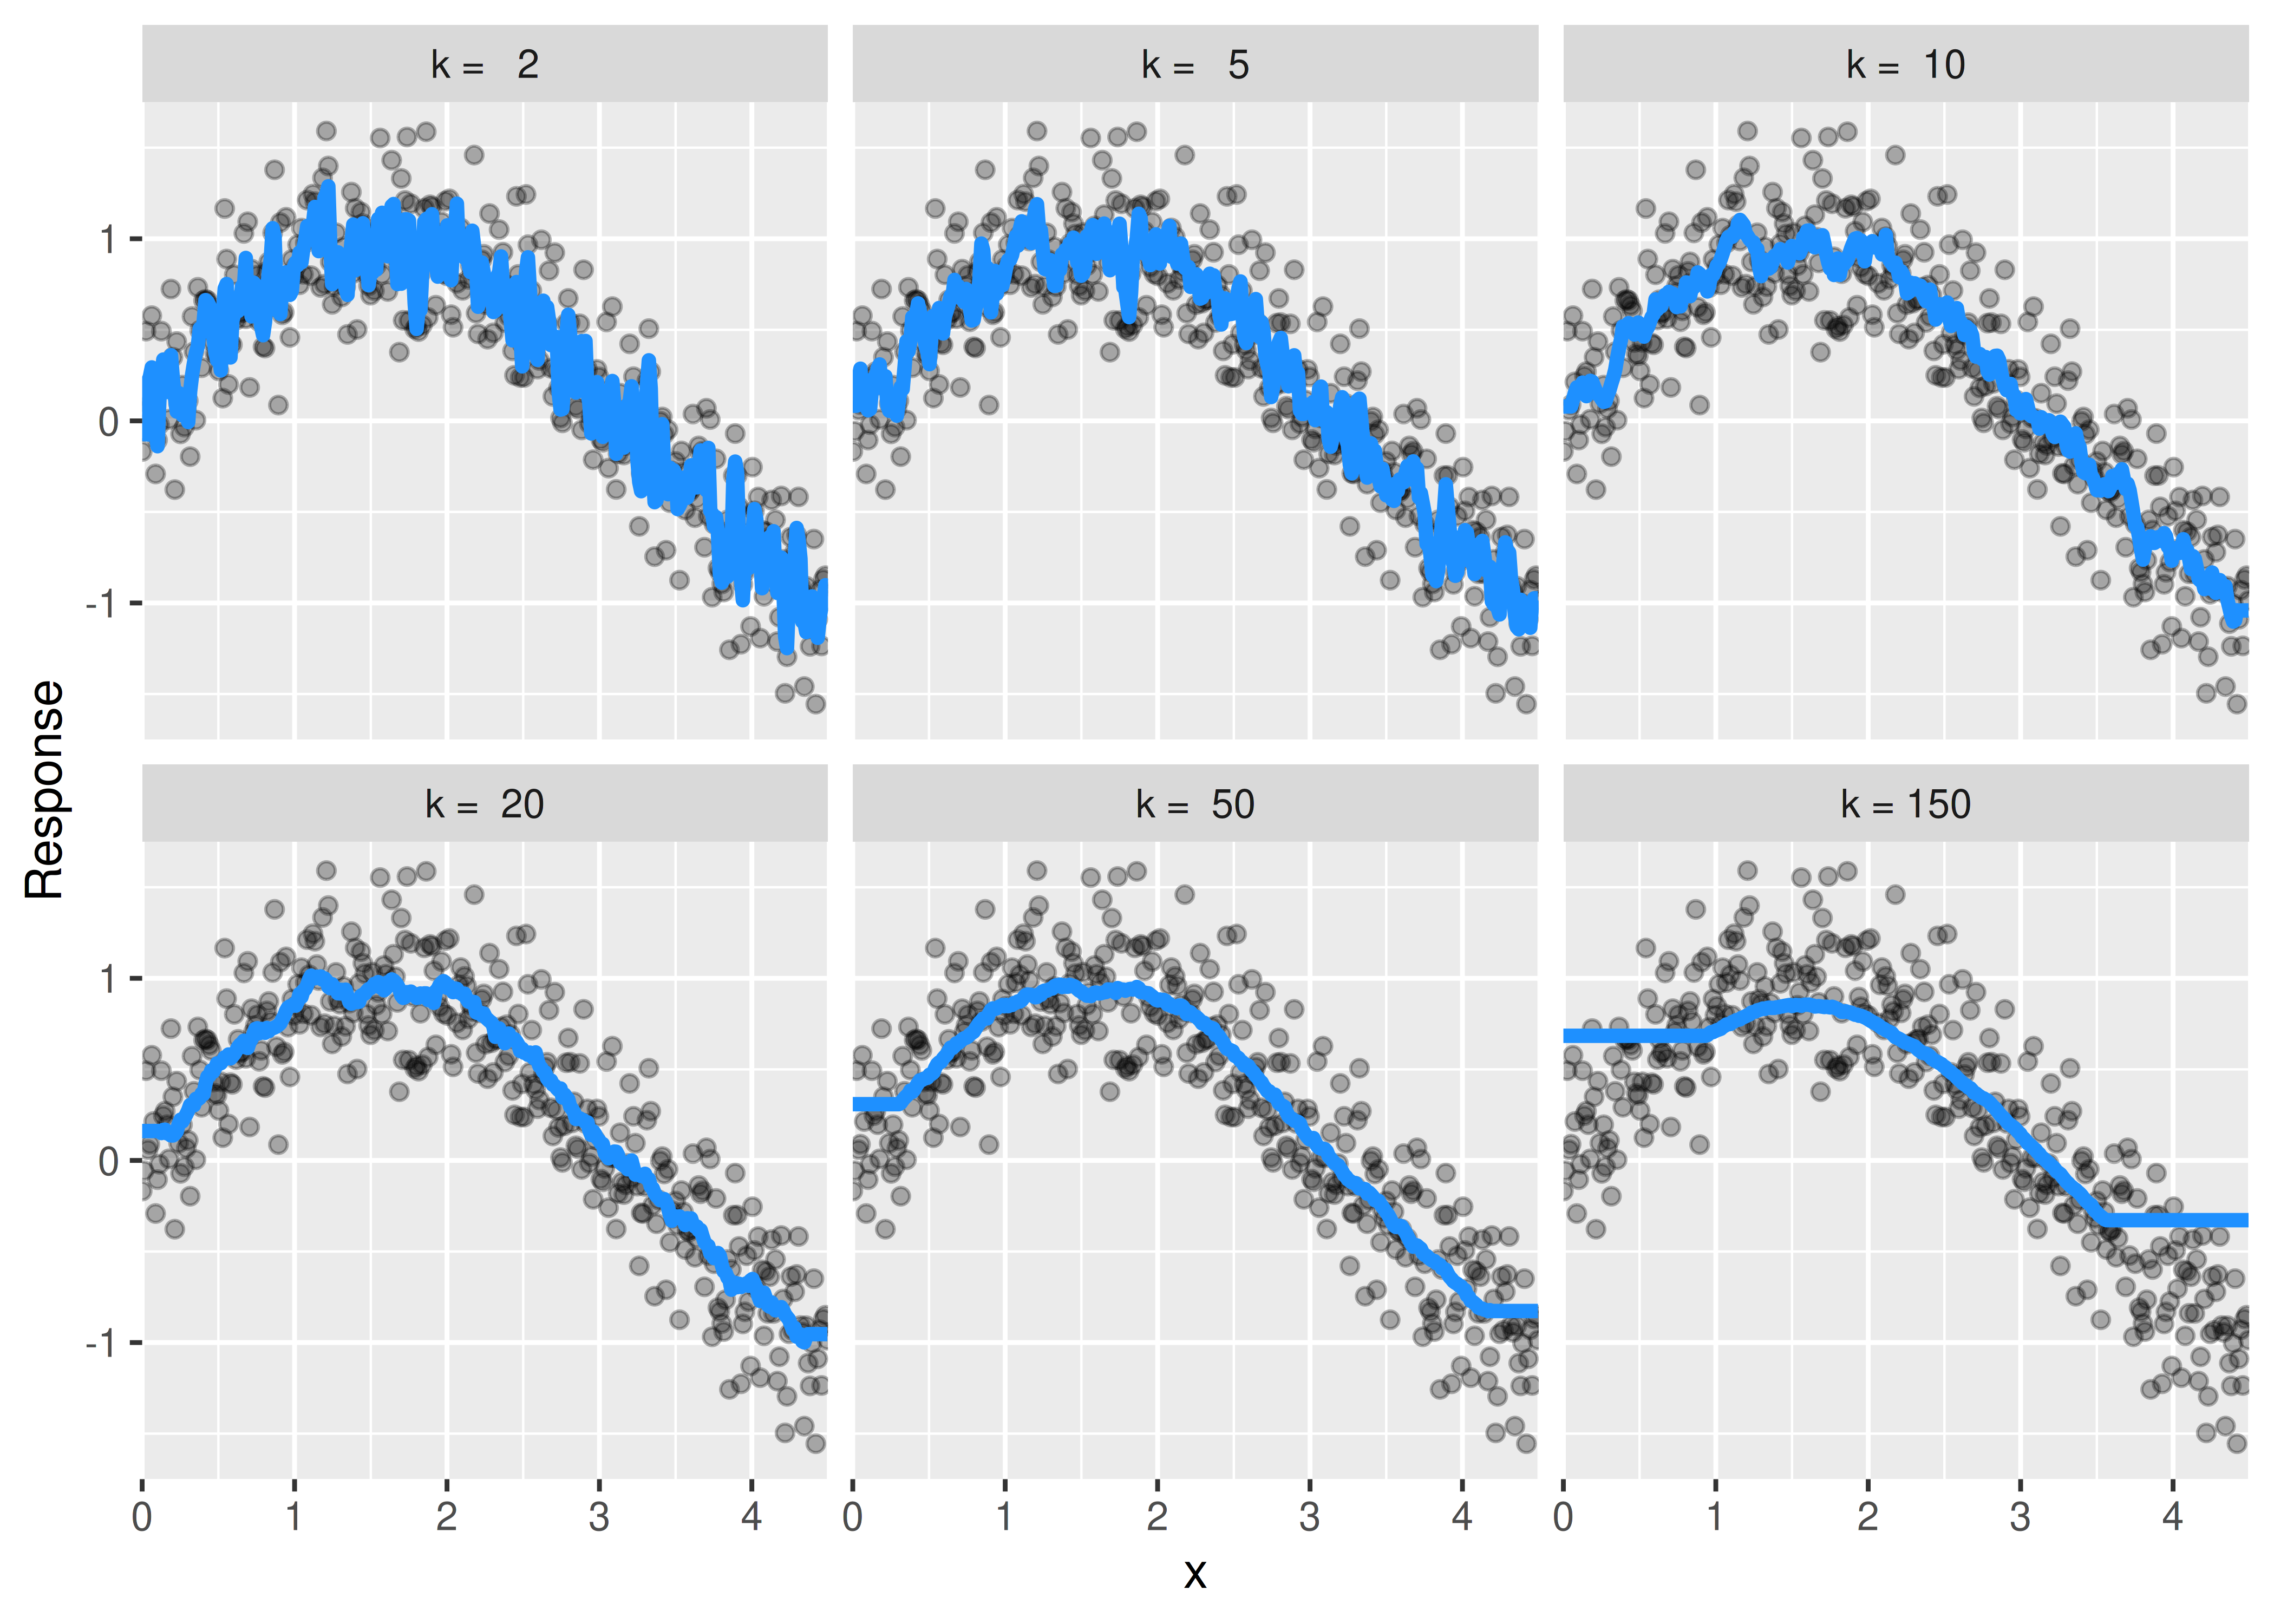 k = 2
k = 5
k = 10
1
0
-1
Response
k = 20
k = 50
k = 150
1
0
-1
0 1 2 3 4
0 1 2 3 4
0 1 2 3 4
x